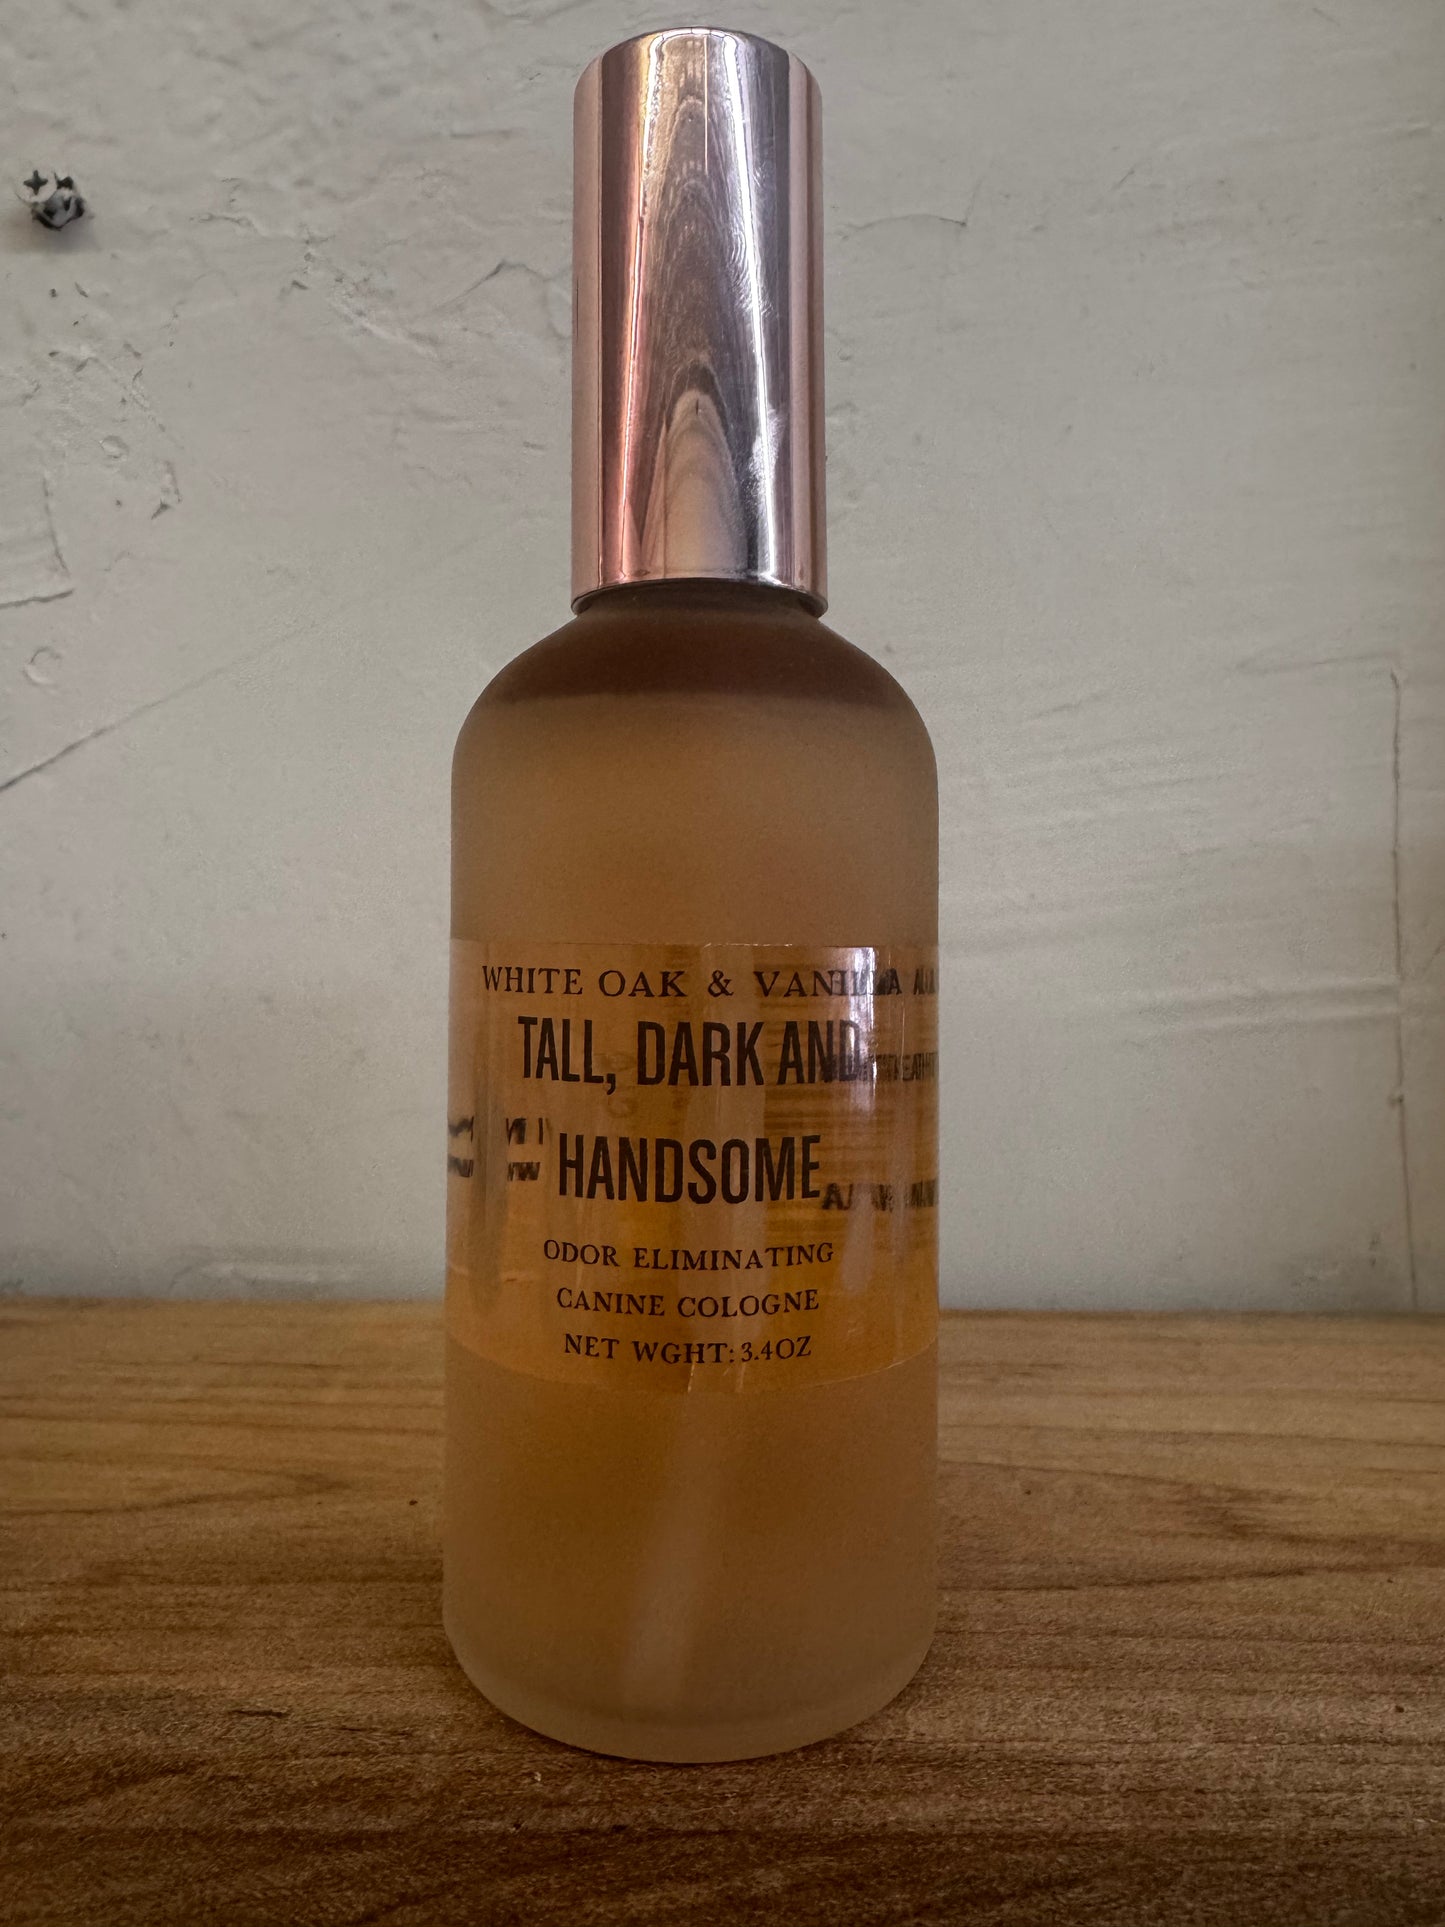 WHITE OAK & VANILLA
TALL, DARK AND
HANDSOME
ODOR ELIMINATING
CANINE COLOGNE
NET WGHT: 3.4OZ